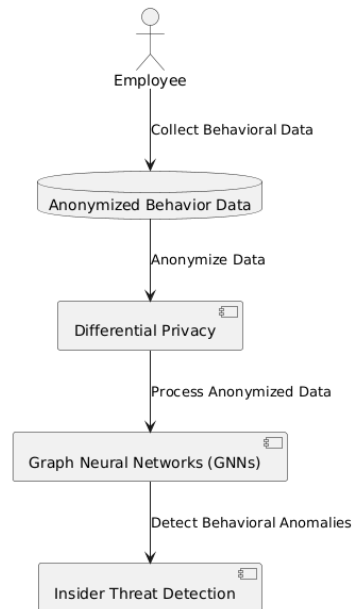 Employee
Collect Behavioral Data
Anonymized Behavior Data
Anonymize Data
Differential Privacy
Process Anonymized Data
Graph Neural Networks (GNNs)
Detect Behavioral Anomalies
Insider Threat Detection